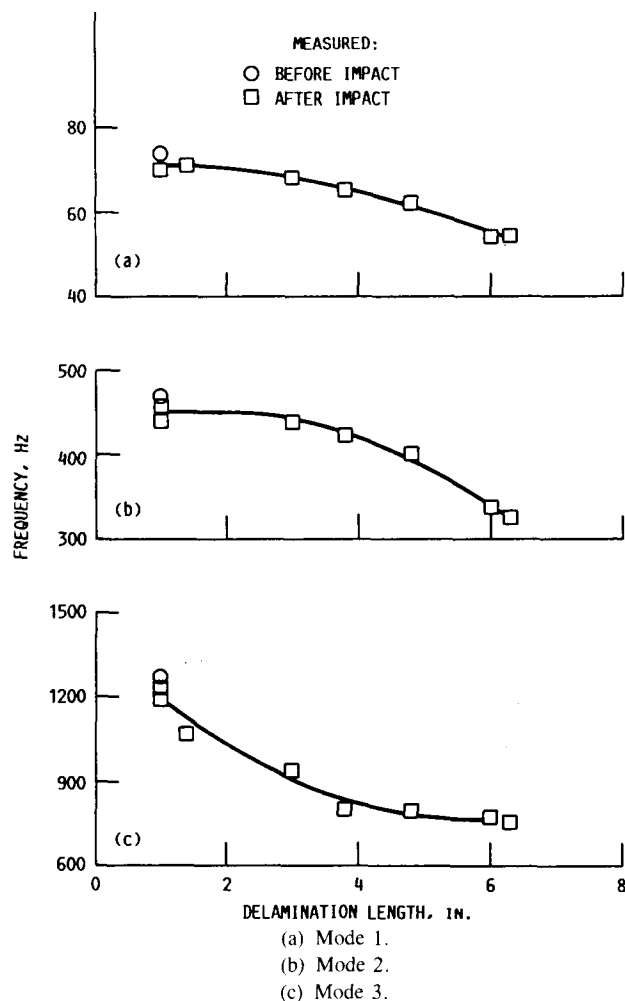 MEASURED:
BEFORE IMPACT
AFTER IMPACT
80
60
40
(a)
500
400
300
(b)
FREQUENCY, Hz
1500
1200
900
600
(c)
0 2 4 6 8
DELAMINATION LENGTH, IN.
(a) Mode 1.
(b) Mode 2.
(c) Mode 3.